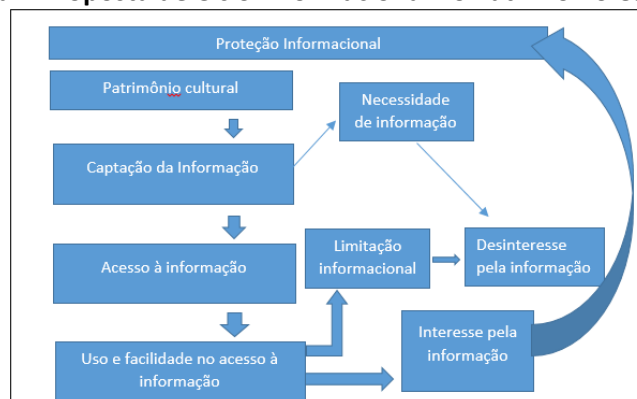 Proteção Informacional
Patrimônio cultural
Necessidade
de informação
Captação da Informação
Limitação
informacional
Desinteresse
pela informação
Acesso à informação
Interesse pela
informação
Uso e facilidade no acesso à
informação